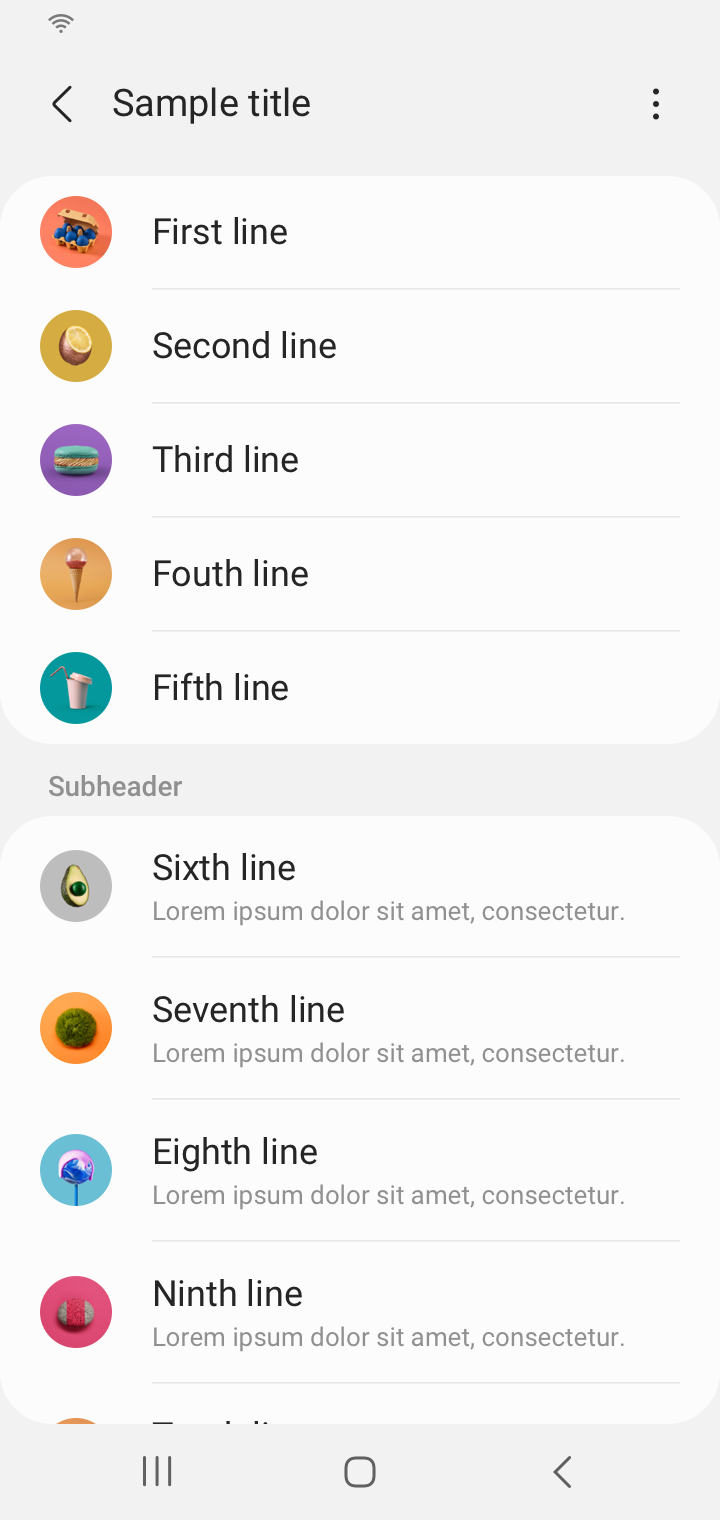 Sample title
First line
Second line
Third line
Fouth line
Fifth line
Subheader
Sixth line
Lorem ipsum dolor sit amet, consectetur.
Seventh line
Lorem ipsum dolor sit amet, consectetur.
Eighth line
Lorem ipsum dolor sit amet, consectetur.
Ninth line
Lorem ipsum dolor sit amet, consectetur.